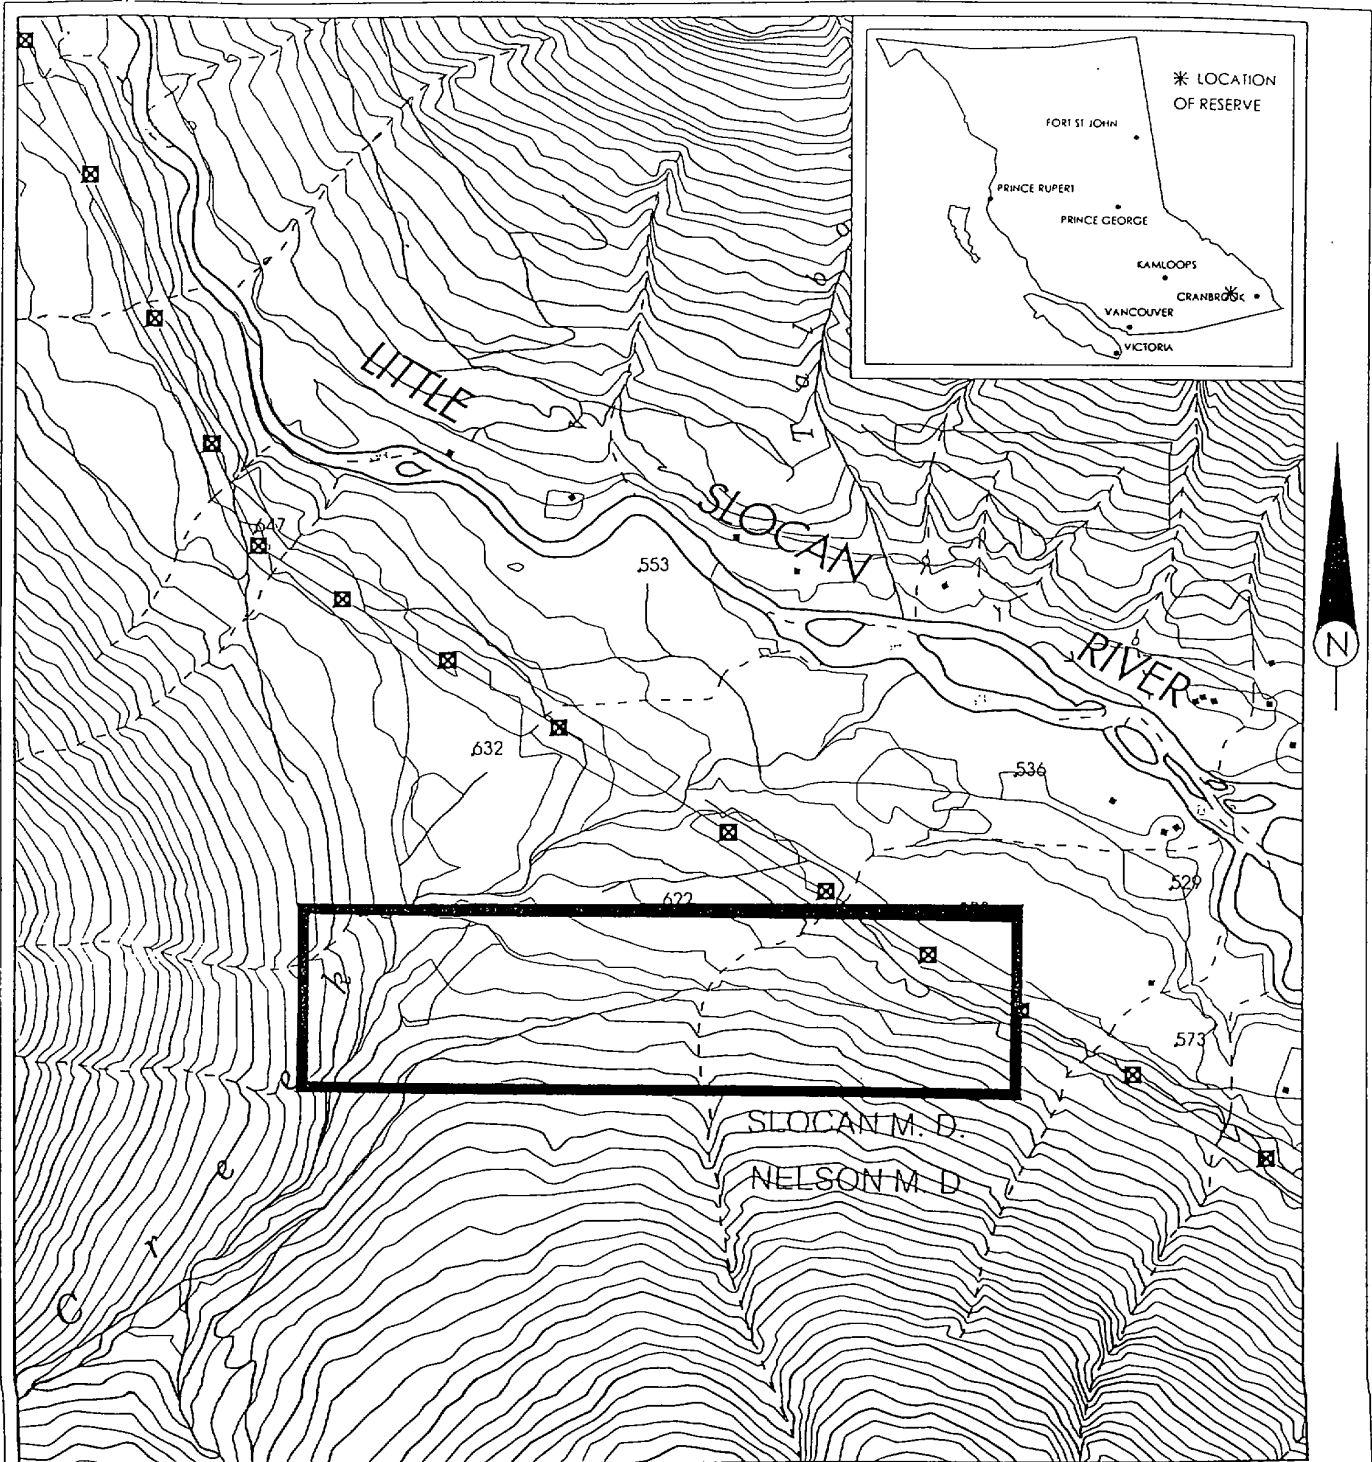 ✳ LOCATION
OF RESERVE
FORT ST JOHN
PRINCE RUPERT
PRINCE GEORGE
KAMLOOPS
CRANBROOK
VANCOUVER
VICTORIA
LITTLE
SLOCAN
RIVER
N
647
553
632
536
529
622
573
SLOCAN M. D.
NELSON M. D
C r e e k